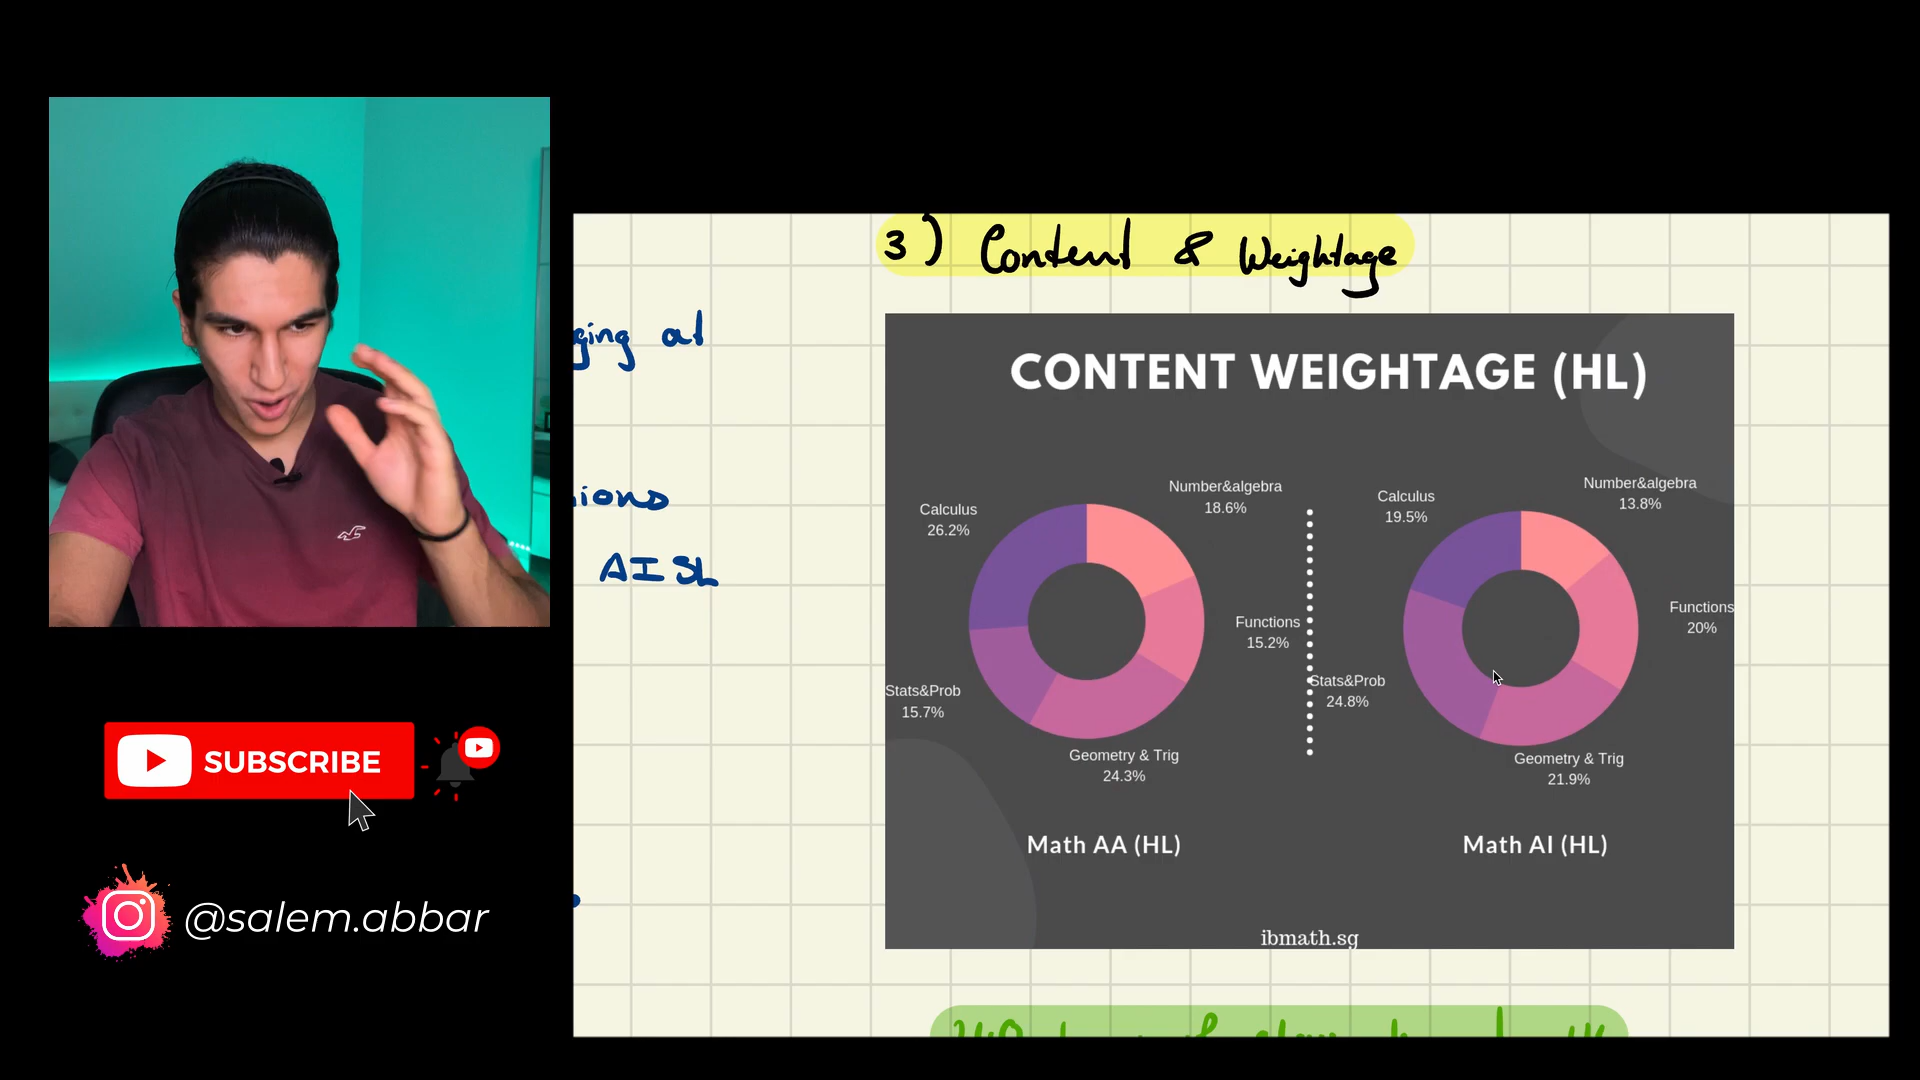 3) Content & Weightage
ging at
ions
AI SL
CONTENT WEIGHTAGE (HL)
Calculus
26.2%
Number&algebra
18.6%
Functions
15.2%
Stats&Prob
15.7%
Geometry & Trig
24.3%
Math AA (HL)
Calculus
19.5%
Number&algebra
13.8%
Functions
20%
Stats&Prob
24.8%
Geometry & Trig
21.9%
Math AI (HL)
ibmath.sg
SUBSCRIBE
@salem.abbar